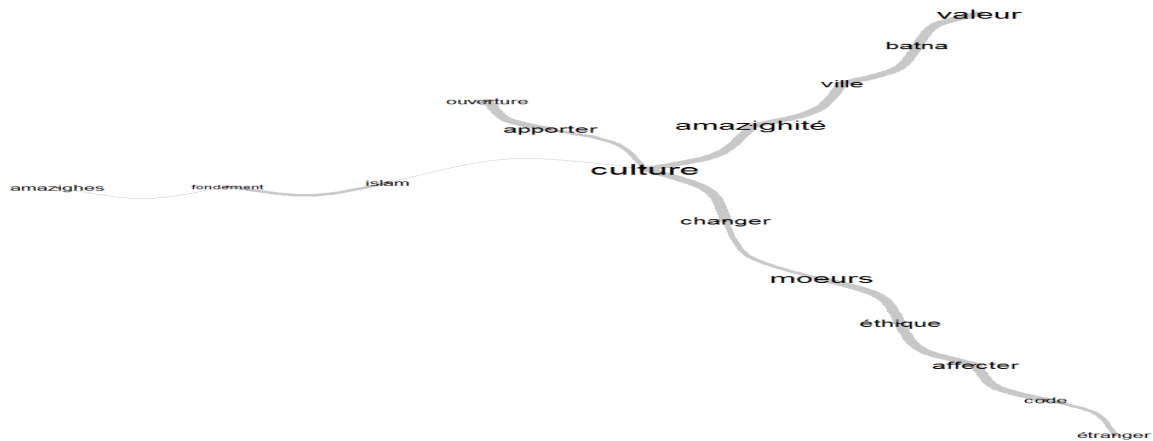 valeur
batna
ville
ouverture
amazighité
apporter
culture
islam
fondement
amazighes
changer
moeurs
éthique
affecter
code
étranger